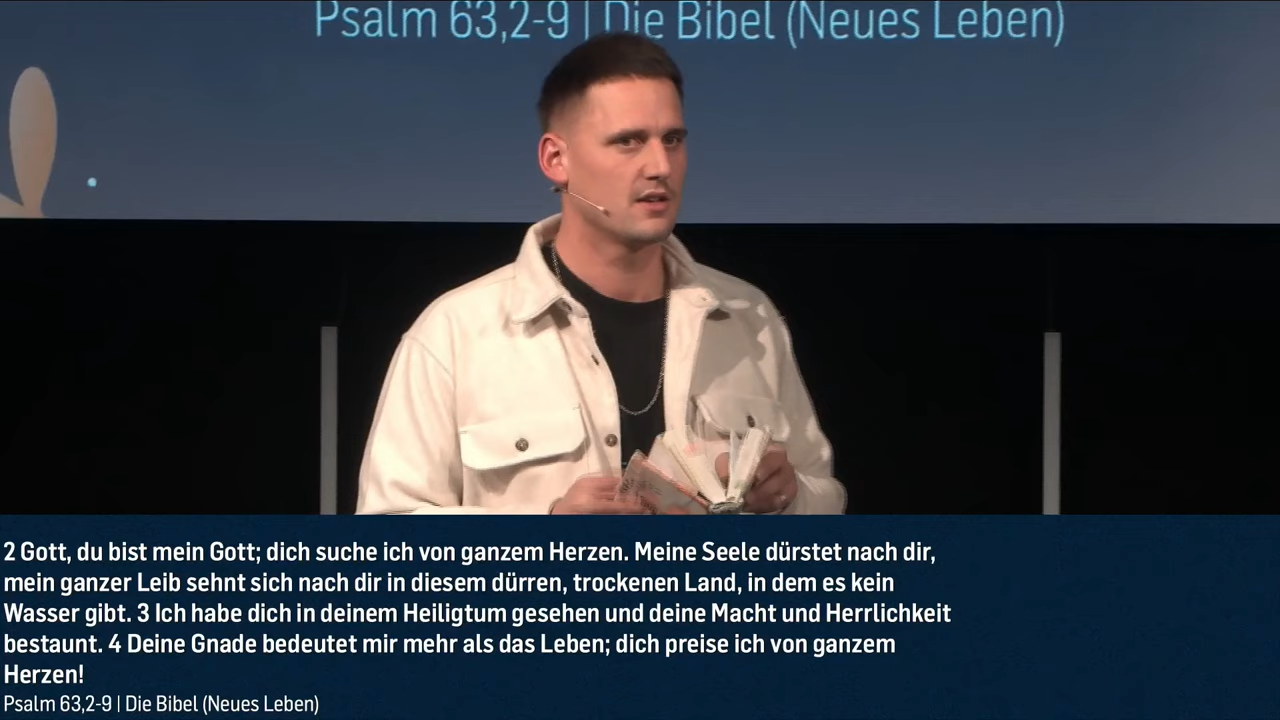 Psalm 63,2-9 | Die Bibel (Neues Leben)
2 Gott, du bist mein Gott; dich suche ich von ganzem Herzen. Meine Seele dürstet nach dir,
mein ganzer Leib sehnt sich nach dir in diesem dürren, trockenen Land, in dem es kein
Wasser gibt. 3 Ich habe dich in deinem Heiligtum gesehen und deine Macht und Herrlichkeit
bestaunt. 4 Deine Gnade bedeutet mir mehr als das Leben; dich preise ich von ganzem
Herzen!
Psalm 63,2-9 | Die Bibel (Neues Leben)